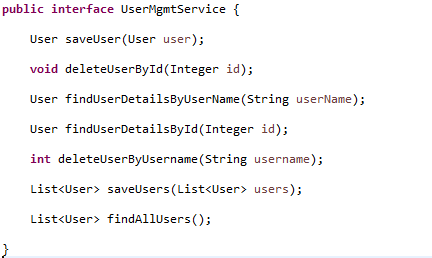 public interface UserMgmtService {
User saveUser(User user);
void deleteUserById(Integer id);
User findUserDetailsByUserName(String userName);
User findUserDetailsById(Integer id);
int deleteUserByUsername(String username);
List<User> saveUsers(List<User> users);
List<User> findAllUsers();
}